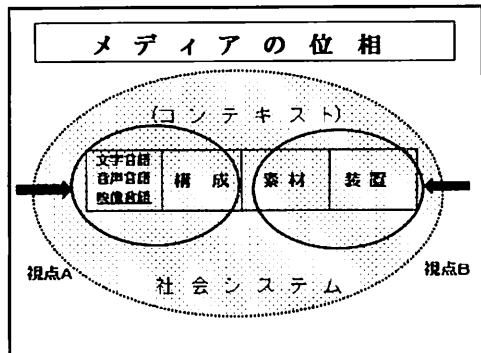 メディアの位相
(コンテキスト)
文字言語
音声言語
映像言語
構成
素材
装置
視点A
視点B
社会システム